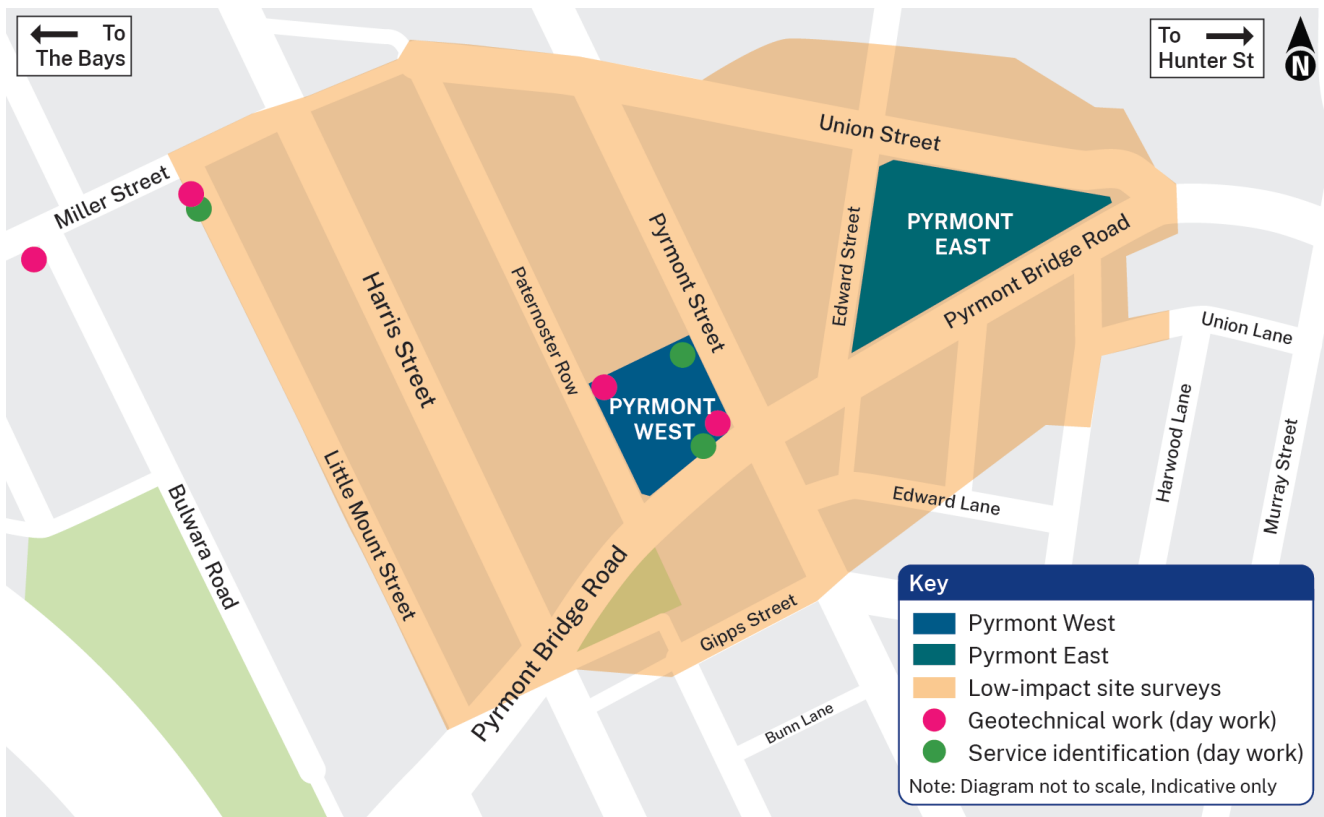 To
The Bays
To
Hunter St
N
Union Street
Miller Street
PYRMONT
EAST
Edward Street
Pyrmont Bridge Road
Pyrmont Street
Harris Street
Paternoster Row
Union Lane
PYRMONT
WEST
Harwood Lane
Murray Street
Little Mount Street
Bulwara Road
Edward Lane
Pyrmont Bridge Road
Gipps Street
Bunn Lane
Key
Pyrmont West
Pyrmont East
Low-impact site surveys
Geotechnical work (day work)
Service identification (day work)
Note: Diagram not to scale, Indicative only